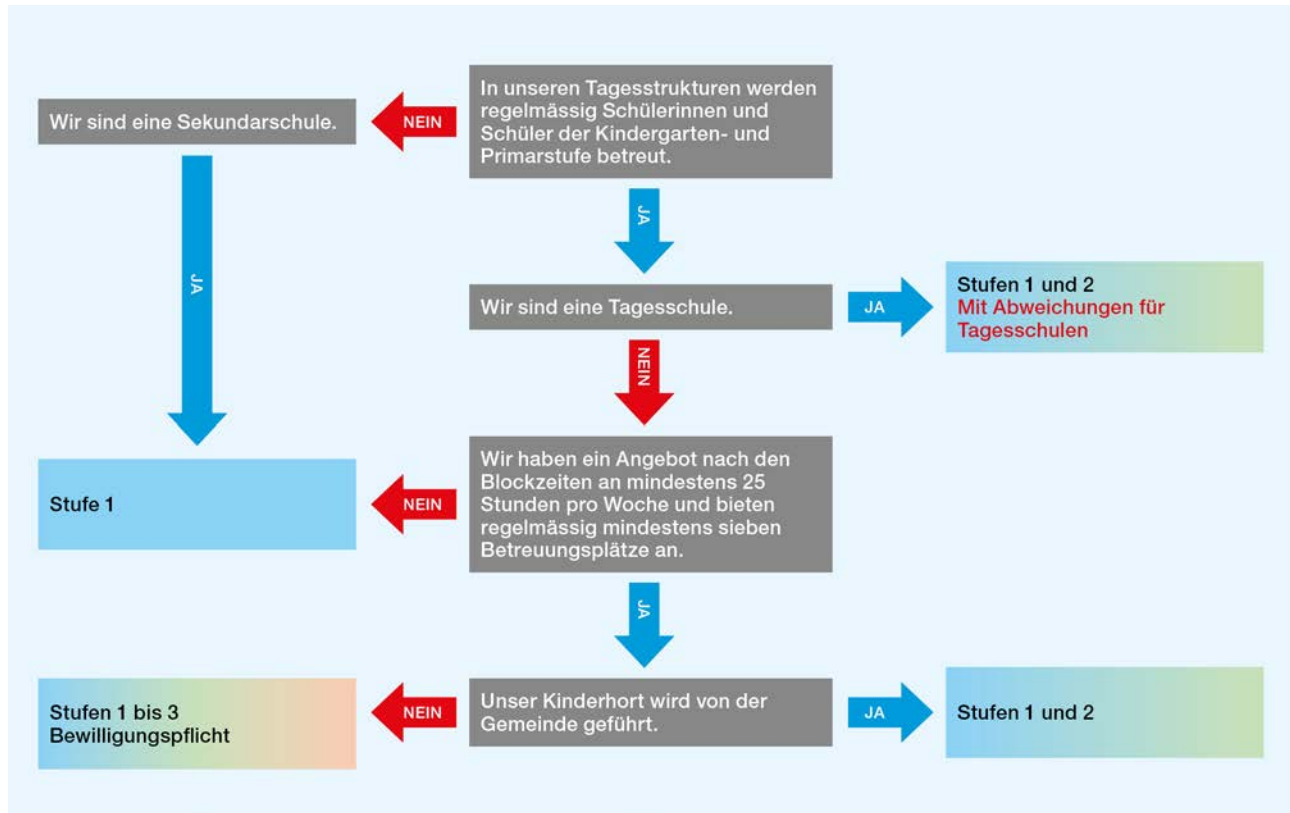 In unseren Tagesstrukturen werden
regelmässig Schülerinnen und
Schüler der Kindergarten- und
Primarstufe betreut.
NEIN
Wir sind eine Sekundarschule.
JA
JA
Wir sind eine Tagesschule.
JA
Stufen 1 und 2
Mit Abweichungen für
Tagesschulen
NEIN
Wir haben ein Angebot nach den
Blockzeiten an mindestens 25
Stunden pro Woche und bieten
regelmässig mindestens sieben
Betreuungsplätze an.
NEIN
Stufe 1
JA
Unser Kinderhort wird von der
Gemeinde geführt.
NEIN
Stufen 1 bis 3
Bewilligungspflicht
JA
Stufen 1 und 2